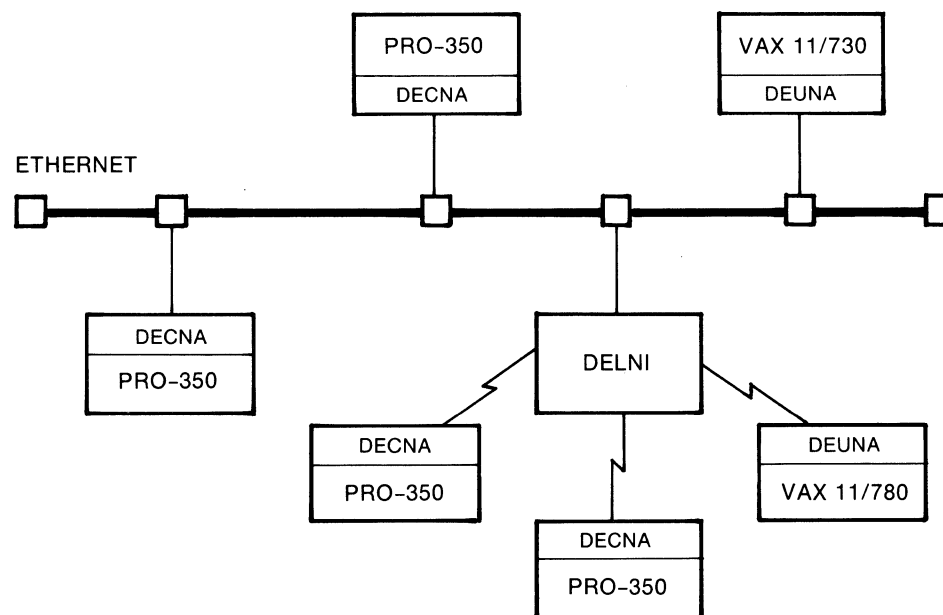 PRO-350
DECNA
VAX 11/730
DEUNA
ETHERNET
DECNA
PRO-350
DELNI
DECNA
PRO-350
DEUNA
VAX 11/780
DECNA
PRO-350